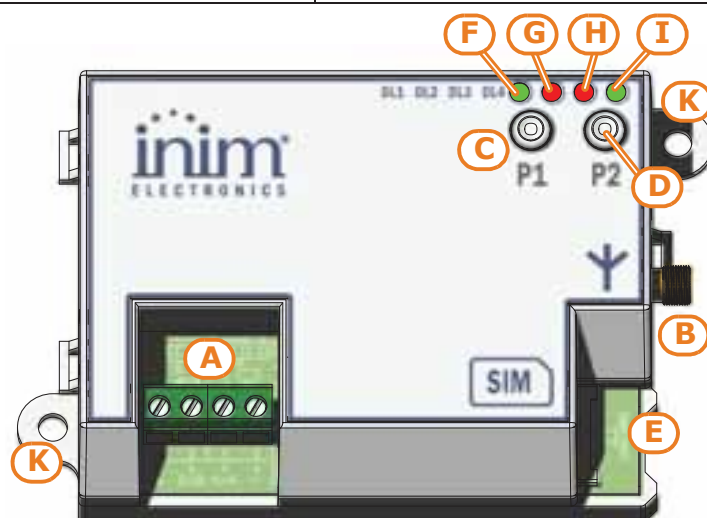 F G H I
DL1 DL2 DL3 DL4
K
inim
ELECTRONICS
C
P1 P2
D
B
A
SIM
E
K